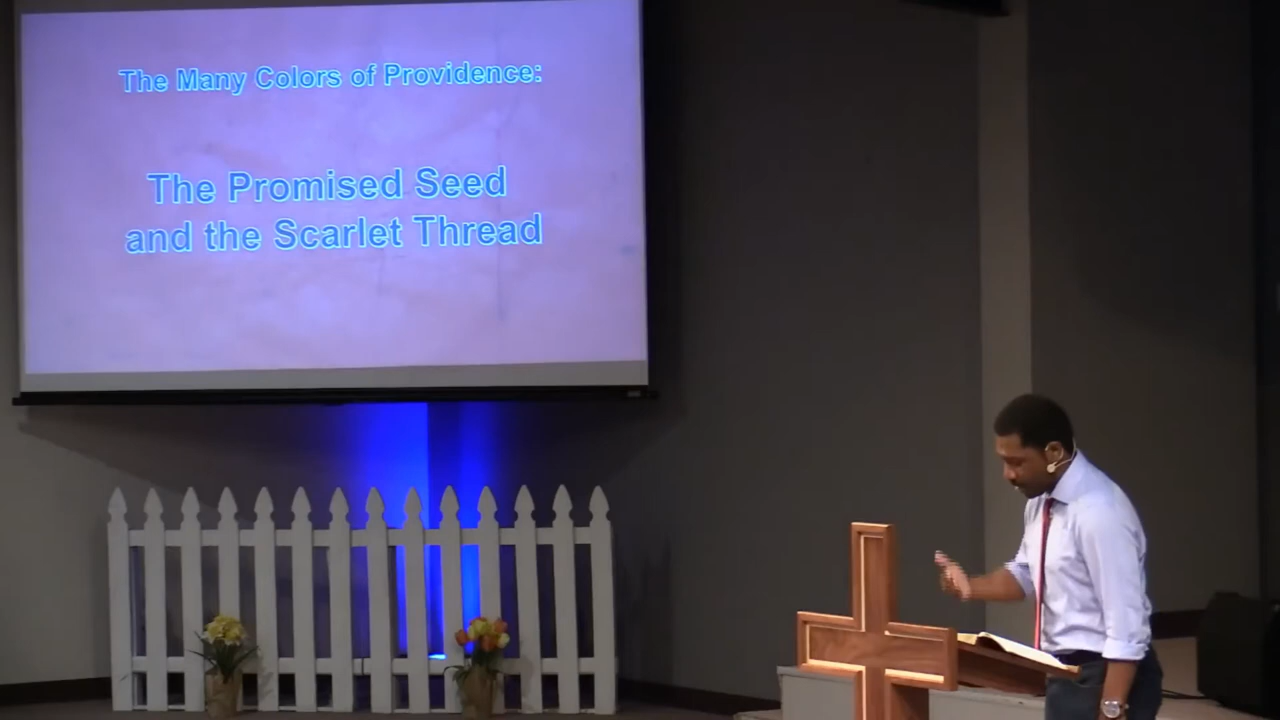 The Many Colors of Providence:
The Promised Seed
and the Scarlet Thread